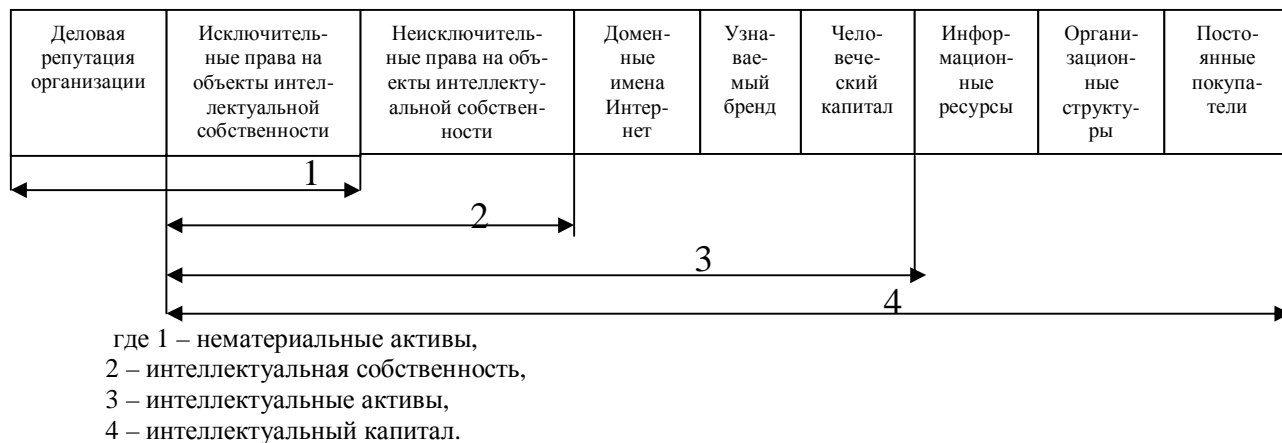 Деловая
репутация
организации
Исключитель-
ные права на
объекты интел-
лектуальной
собственности
Неисключитель-
ные права на объ-
екты интеллекту-
альной собствен-
ности
Домен-
ные
имена
Интер-
нет
Узна-
вае-
мый
бренд
Чело-
вече-
ский
капитал
Инфор-
мацион-
ные
ресурсы
Органи-
зацион-
ные
структу-
ры
Посто-
янные
покупа-
тели
1
2
3
4
где 1 – нематериальные активы,
2 – интеллектуальная собственность,
3 – интеллектуальные активы,
4 – интеллектуальный капитал.